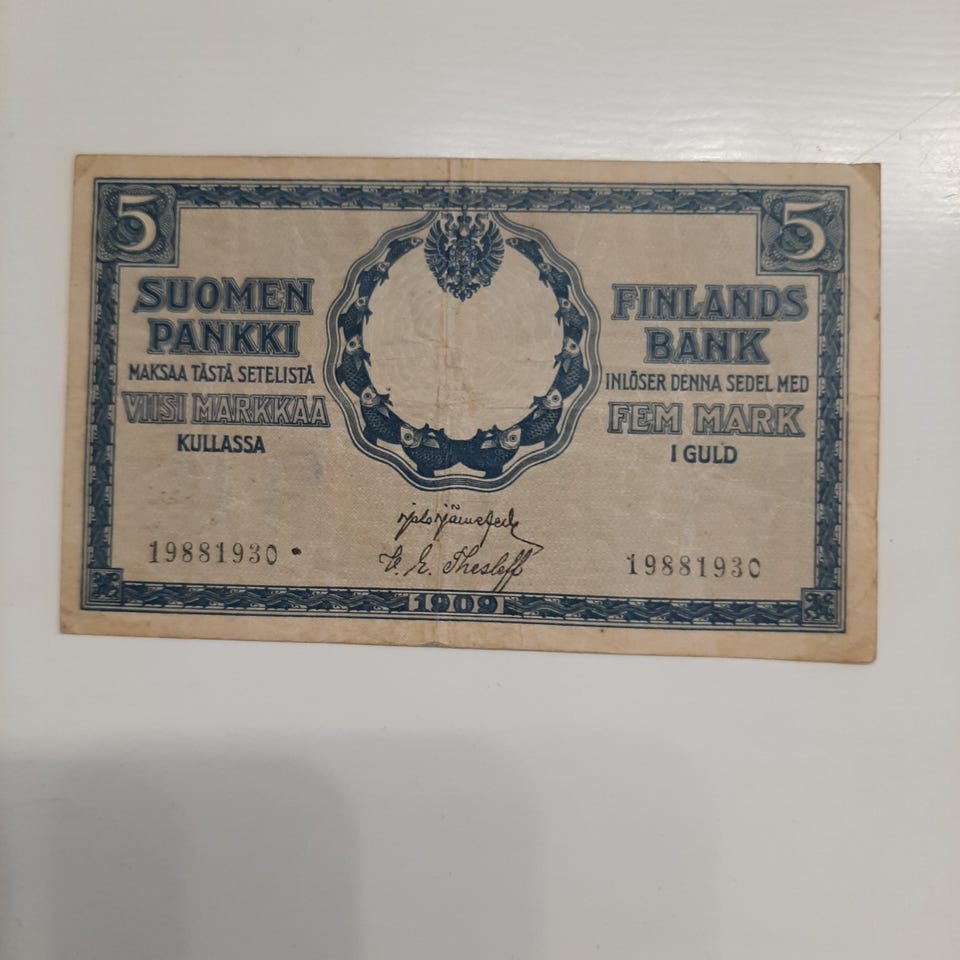 5 5
SUOMEN
PANKKI
MAKSAA TÄSTÄ SETELISTÄ
VIISI MARKKAA
KULLASSA
FINLANDS
BANK
INLÖSER DENNA SEDEL MED
FEM MARK
I GULD
19881930
C. E. Thesleff
19881930
1909